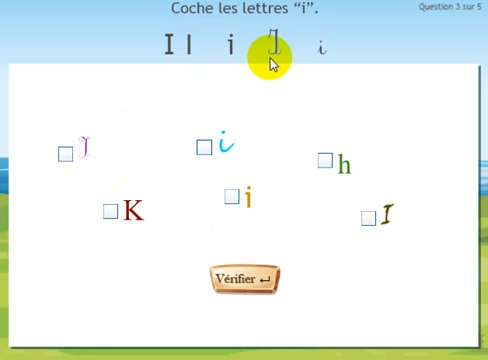 Coche les lettres “i”.
Question 3 sur 5
I l i I i
I i h
K i I
Vérifier ↵